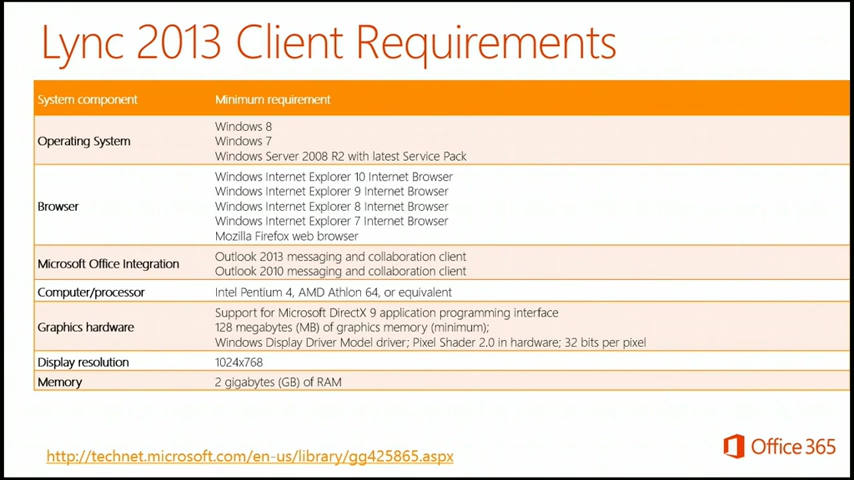 Lync 2013 Client Requirements
System component Minimum requirement
Operating System
Windows 8
Windows 7
Windows Server 2008 R2 with latest Service Pack
Browser
Windows Internet Explorer 10 Internet Browser
Windows Internet Explorer 9 Internet Browser
Windows Internet Explorer 8 Internet Browser
Windows Internet Explorer 7 Internet Browser
Mozilla Firefox web browser
Microsoft Office Integration
Outlook 2013 messaging and collaboration client
Outlook 2010 messaging and collaboration client
Computer/processor Intel Pentium 4, AMD Athlon 64, or equivalent
Graphics hardware
Support for Microsoft DirectX 9 application programming interface
128 megabytes (MB) of graphics memory (minimum);
Windows Display Driver Model driver; Pixel Shader 2.0 in hardware; 32 bits per pixel
Display resolution 1024x768
Memory 2 gigabytes (GB) of RAM
http://technet.microsoft.com/en-us/library/gg425865.aspx
Office 365